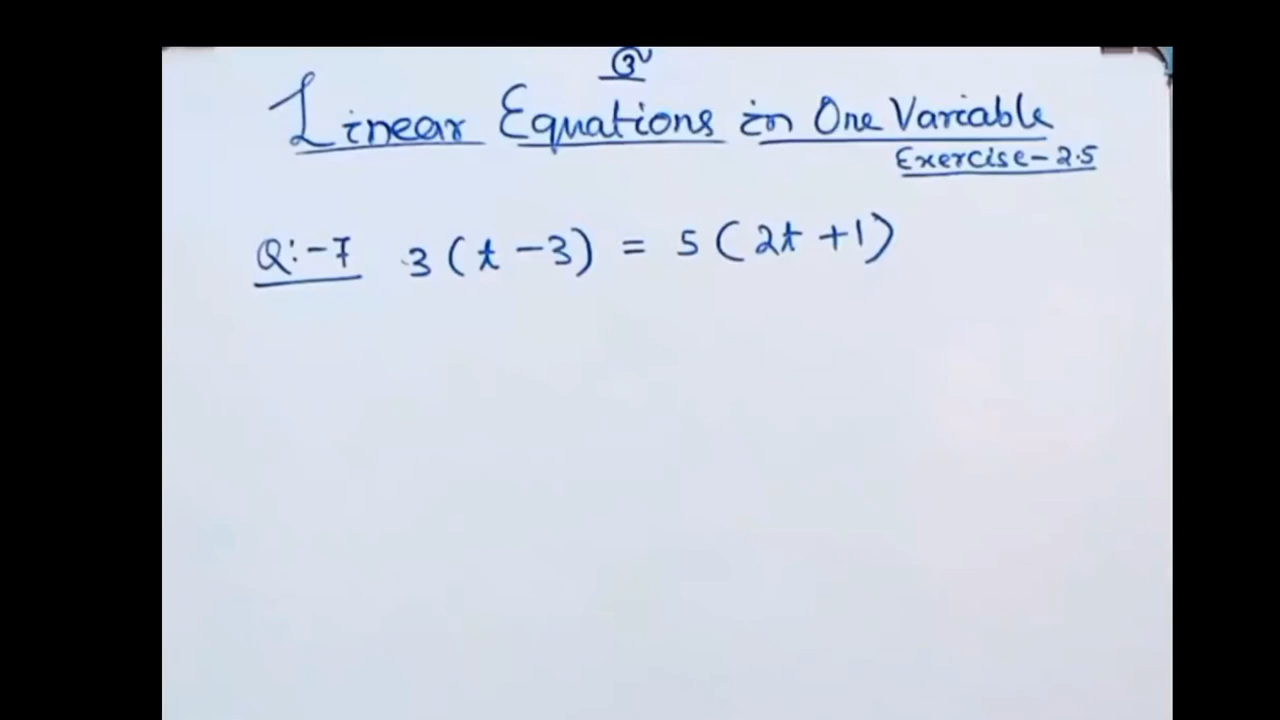 3
Linear Equations in One Variable
Exercise-2.5
Q:-7 3(t-3) = 5(2t+1)